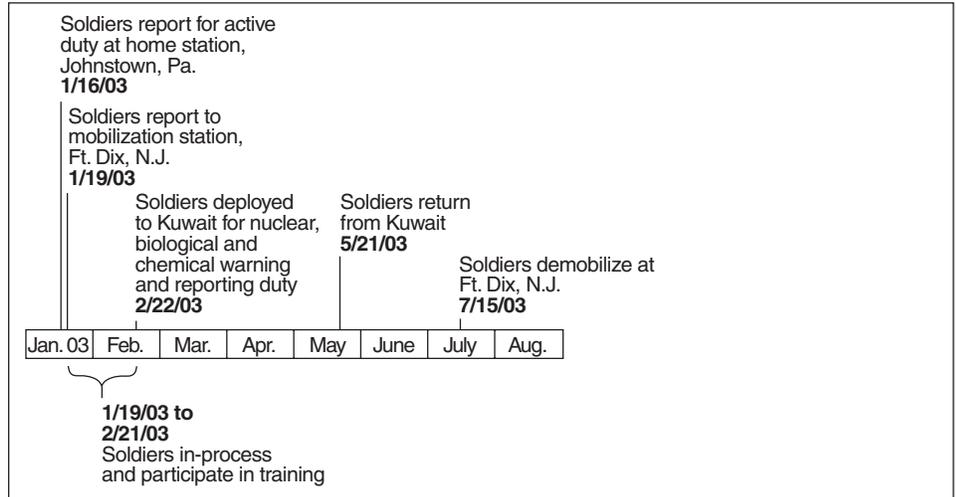 Soldiers report for active
duty at home station,
Johnstown, Pa.
1/16/03
Soldiers report to
mobilization station,
Ft. Dix, N.J.
1/19/03
Soldiers deployed
to Kuwait for nuclear,
biological and
chemical warning
and reporting duty
2/22/03
Soldiers return
from Kuwait
5/21/03
Soldiers demobilize at
Ft. Dix, N.J.
7/15/03
Jan. 03 Feb. Mar. Apr. May June July Aug.
1/19/03 to
2/21/03
Soldiers in-process
and participate in training